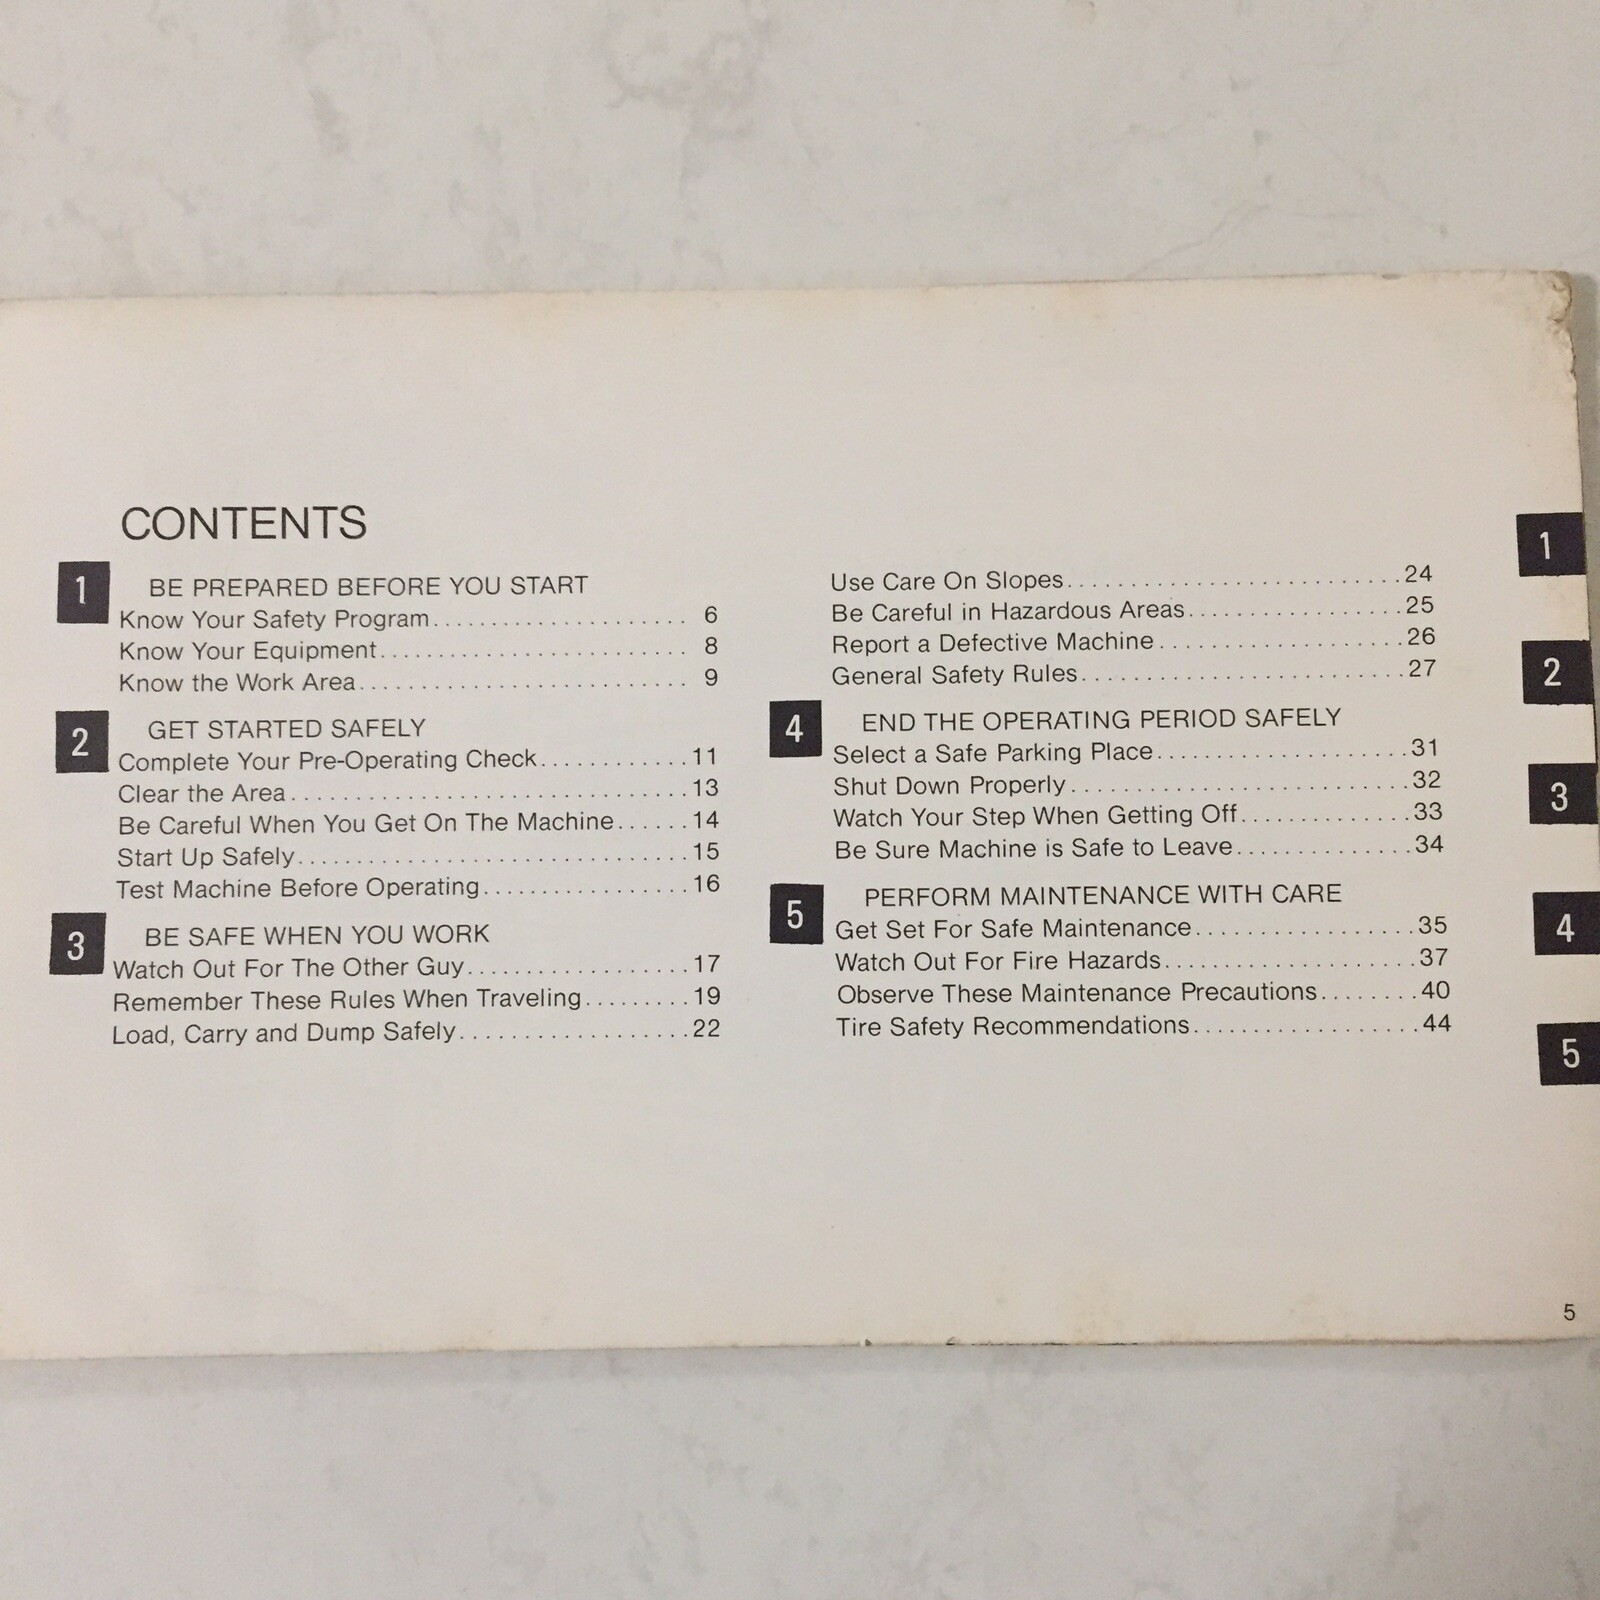 CONTENTS
1 BE PREPARED BEFORE YOU START
Know Your Safety Program...................... 6
Know Your Equipment........................... 8
Know the Work Area............................ 9
2 GET STARTED SAFELY
Complete Your Pre-Operating Check.............11
Clear the Area................................13
Be Careful When You Get On The Machine......14
Start Up Safely................................15
Test Machine Before Operating..................16
3 BE SAFE WHEN YOU WORK
Watch Out For The Other Guy...................17
Remember These Rules When Traveling.........19
Load, Carry and Dump Safely...................22
Use Care On Slopes...........................24
Be Careful in Hazardous Areas.................25
Report a Defective Machine....................26
General Safety Rules..........................27
4 END THE OPERATING PERIOD SAFELY
Select a Safe Parking Place....................31
Shut Down Properly............................32
Watch Your Step When Getting Off..............33
Be Sure Machine is Safe to Leave..............34
5 PERFORM MAINTENANCE WITH CARE
Get Set For Safe Maintenance..................35
Watch Out For Fire Hazards....................37
Observe These Maintenance Precautions........40
Tire Safety Recommendations...................44
1
2
3
4
5
5